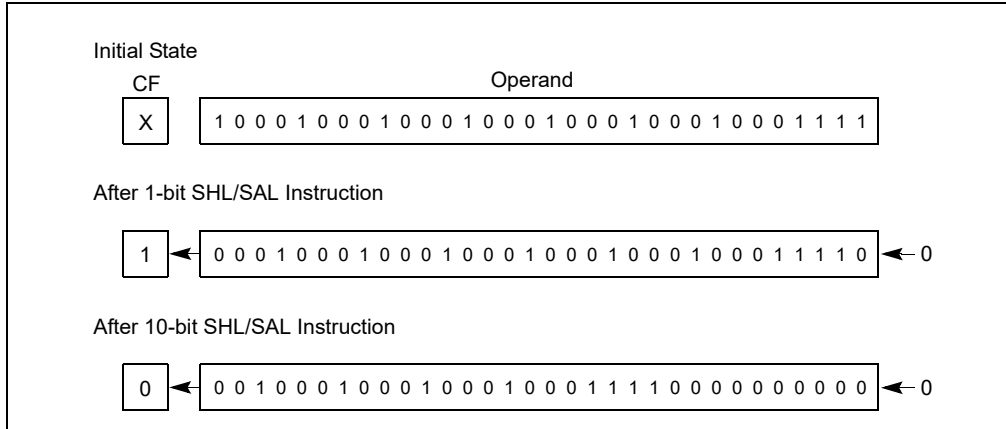 Initial State
CF
Operand
X
1 0 0 0 1 0 0 0 1 0 0 0 1 0 0 0 1 0 0 0 1 0 0 0 1 0 0 0 1 1 1 1
After 1-bit SHL/SAL Instruction
1
0 0 0 1 0 0 0 1 0 0 0 1 0 0 0 1 0 0 0 1 0 0 0 1 0 0 0 1 1 1 1 0
0
After 10-bit SHL/SAL Instruction
0
0 0 1 0 0 0 1 0 0 0 1 0 0 0 1 0 0 0 1 1 1 1 0 0 0 0 0 0 0 0 0 0
0